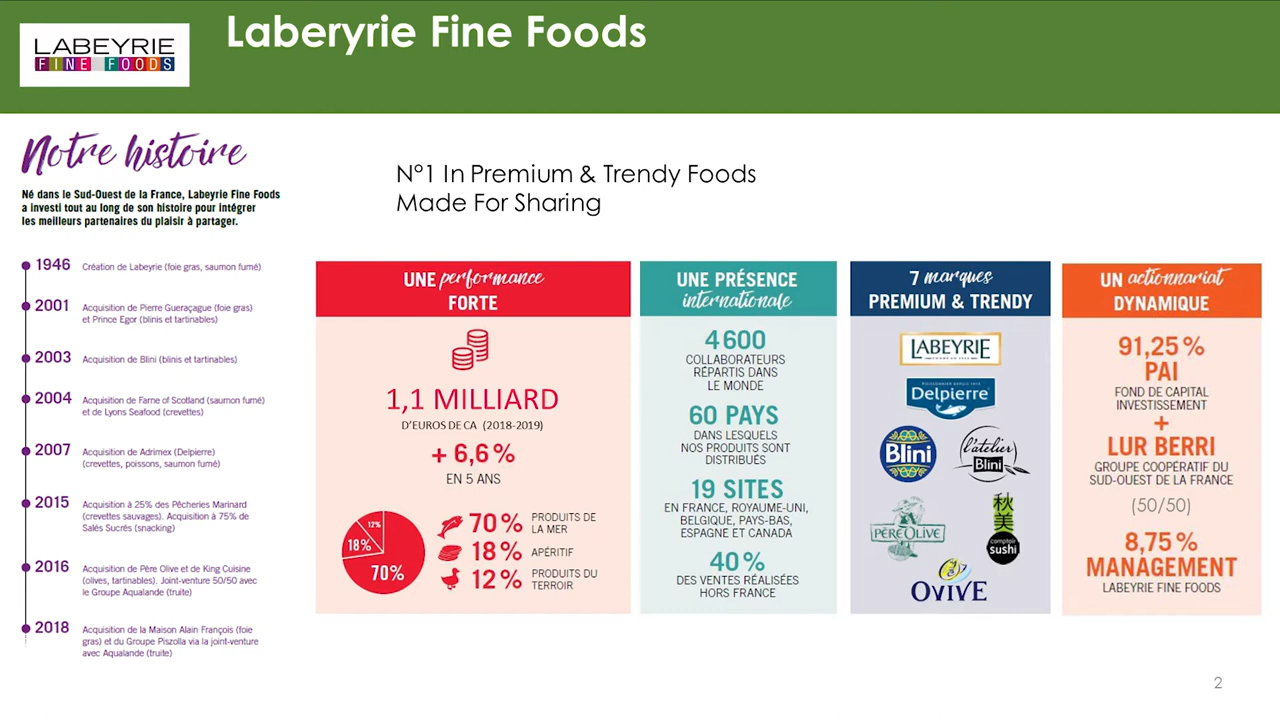 Laberyrie Fine Foods
LABEYRIE
FINE FOODS
Notre histoire
Né dans le Sud-Ouest de la France, Labeyrie Fine Foods
a investi tout au long de son histoire pour intégrer
les meilleurs partenaires du plaisir à partager.
1946 Création de Labeyrie (foie gras, saumon fumé)
2001 Acquisition de Pierre Gueraçague (foie gras)
et Prince Egor (blinis et tartinables)
2003 Acquisition de Blini (blinis et tartinables)
2004 Acquisition de Farne of Scotland (saumon fumé)
et de Lyons Seafood (crevettes)
2007 Acquisition de Adrimex (Delpierre)
(crevettes, poissons, saumon fumé)
2015 Acquisition à 25% des Pêcheries Marinard
(crevettes sauvages). Acquisition à 75% de
Salés Sucrés (snacking)
2016 Acquisition de Père Olive et de King Cuisine
(olives, tartinables). Joint-venture 50/50 avec
le Groupe Aqualande (truite)
2018 Acquisition de la Maison Alain François (foie
gras) et du Groupe Piszolla via la joint-venture
avec Aqualande (truite)
N°1 In Premium & Trendy Foods
Made For Sharing
UNE performance
FORTE
1,1 MILLIARD
D'EUROS DE CA (2018-2019)
+ 6,6 %
EN 5 ANS
12%
18%
70%
70 % PRODUITS DE
LA MER
18 % APÉRITIF
12 % PRODUITS DU
TERROIR
UNE PRÉSENCE
internationale
4 600
COLLABORATEURS
RÉPARTIS DANS
LE MONDE
60 PAYS
DANS LESQUELS
NOS PRODUITS SONT
DISTRIBUÉS
19 SITES
EN FRANCE, ROYAUME-UNI,
BELGIQUE, PAYS-BAS,
ESPAGNE ET CANADA
40 %
DES VENTES RÉALISÉES
HORS FRANCE
7 marques
PREMIUM & TRENDY
LABEYRIE
Delpierre
Blini
l'atelier
Blini
PÈRE OLIVE
秋美
comptoir
sushi
OVIVE
UN actionnariat
DYNAMIQUE
91,25 %
PAI
FOND DE CAPITAL
INVESTISSEMENT
+
LUR BERRI
GROUPE COOPÉRATIF DU
SUD-OUEST DE LA FRANCE
(50/50)
8,75 %
MANAGEMENT
LABEYRIE FINE FOODS
2